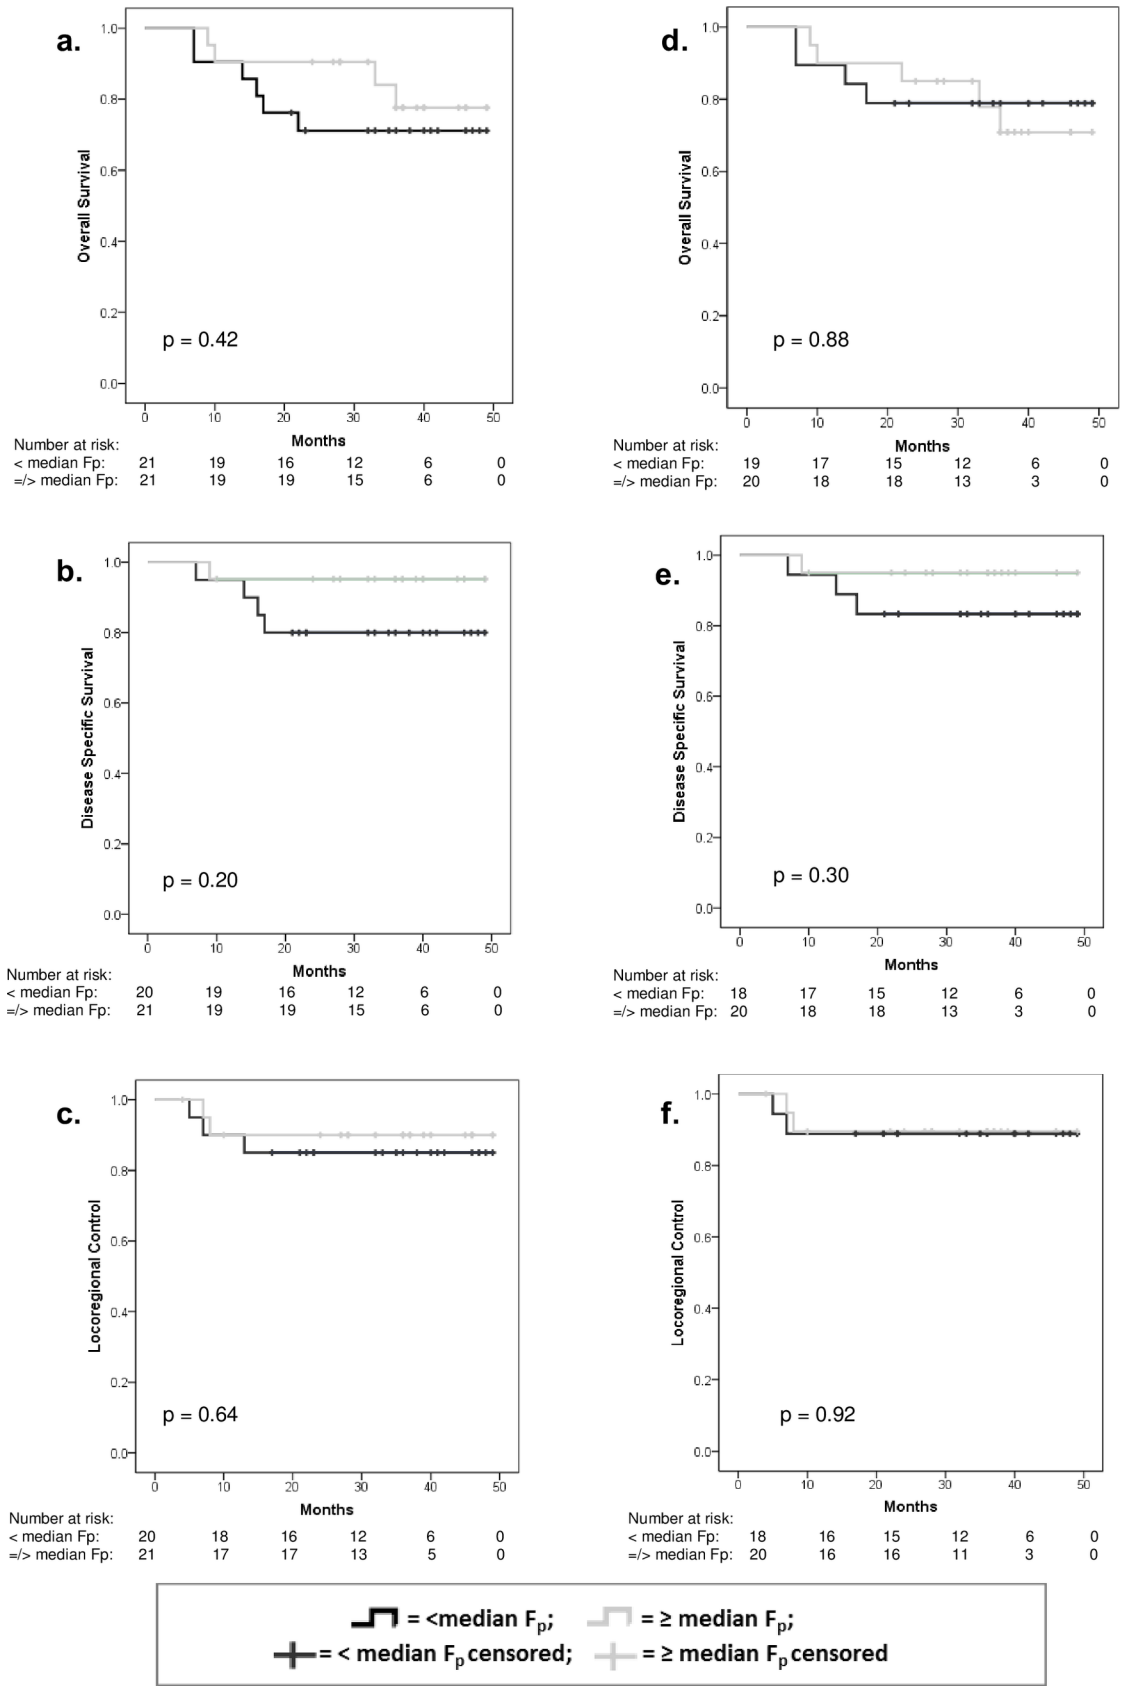 a.
1.0
0.8
0.6
0.4
0.2
0.0
Overall Survival
p = 0.42
0 10 20 30 40 50
Months
Number at risk:
< median Fp: 21 19 16 12 6 0
=/> median Fp: 21 19 19 15 6 0
d.
1.0
0.8
0.6
0.4
0.2
0.0
Overall Survival
p = 0.88
0 10 20 30 40 50
Months
Number at risk:
< median Fp: 19 17 15 12 6 0
=/> median Fp: 20 18 18 13 3 0
b.
1.0
0.8
0.6
0.4
0.2
0.0
Disease Specific Survival
p = 0.20
0 10 20 30 40 50
Months
Number at risk:
< median Fp: 20 19 16 12 6 0
=/> median Fp: 21 19 19 15 6 0
e.
1.0
0.8
0.6
0.4
0.2
0.0
Disease Specific Survival
p = 0.30
0 10 20 30 40 50
Months
Number at risk:
< median Fp: 18 17 15 12 6 0
=/> median Fp: 20 18 18 13 3 0
c.
1.0
0.8
0.6
0.4
0.2
0.0
Locoregional Control
p = 0.64
0 10 20 30 40 50
Months
Number at risk:
< median Fp: 20 18 16 12 6 0
=/> median Fp: 21 17 17 13 5 0
f.
1.0
0.8
0.6
0.4
0.2
0.0
Locoregional Control
p = 0.92
0 10 20 30 40 50
Months
Number at risk:
< median Fp: 18 16 15 12 6 0
=/> median Fp: 20 16 16 11 3 0
= <median Fp; = ≥ median Fp;
= < median Fp censored; = ≥ median Fp censored